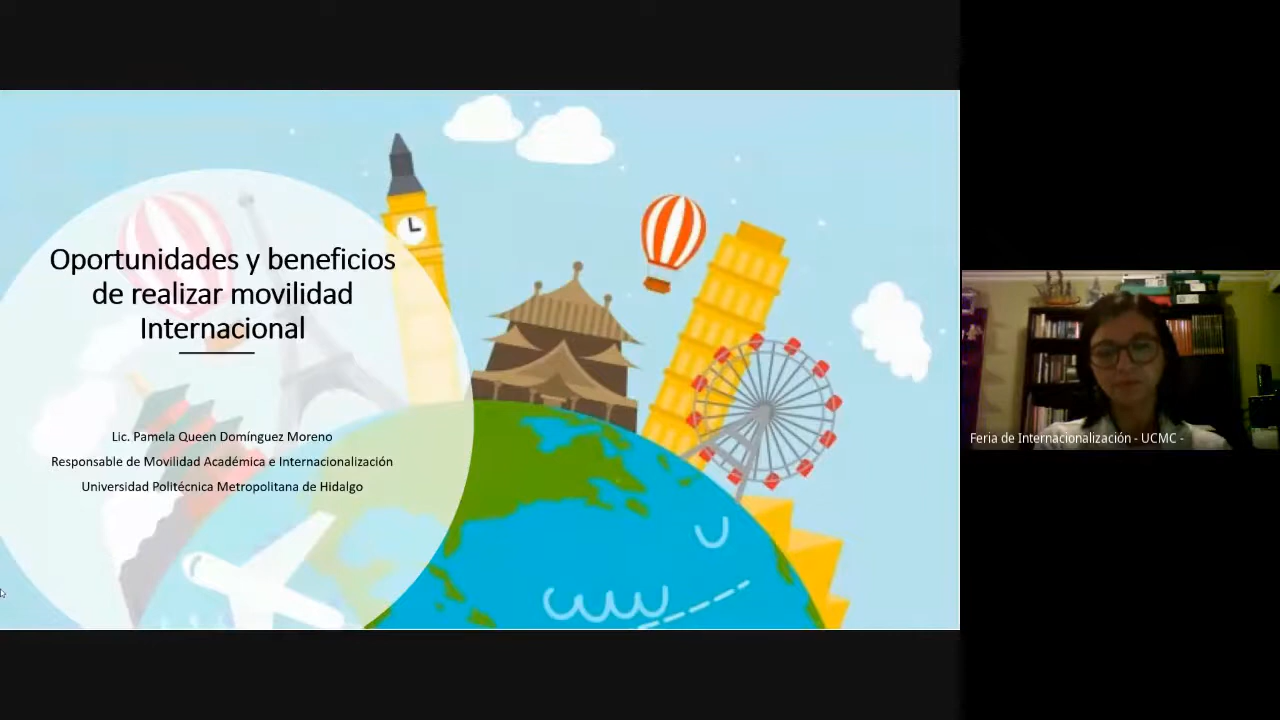 Oportunidades y beneficios
de realizar movilidad
Internacional
Lic. Pamela Queen Domínguez Moreno
Responsable de Movilidad Académica e Internacionalización
Universidad Politécnica Metropolitana de Hidalgo
Feria de Internacionalización - UCMC -